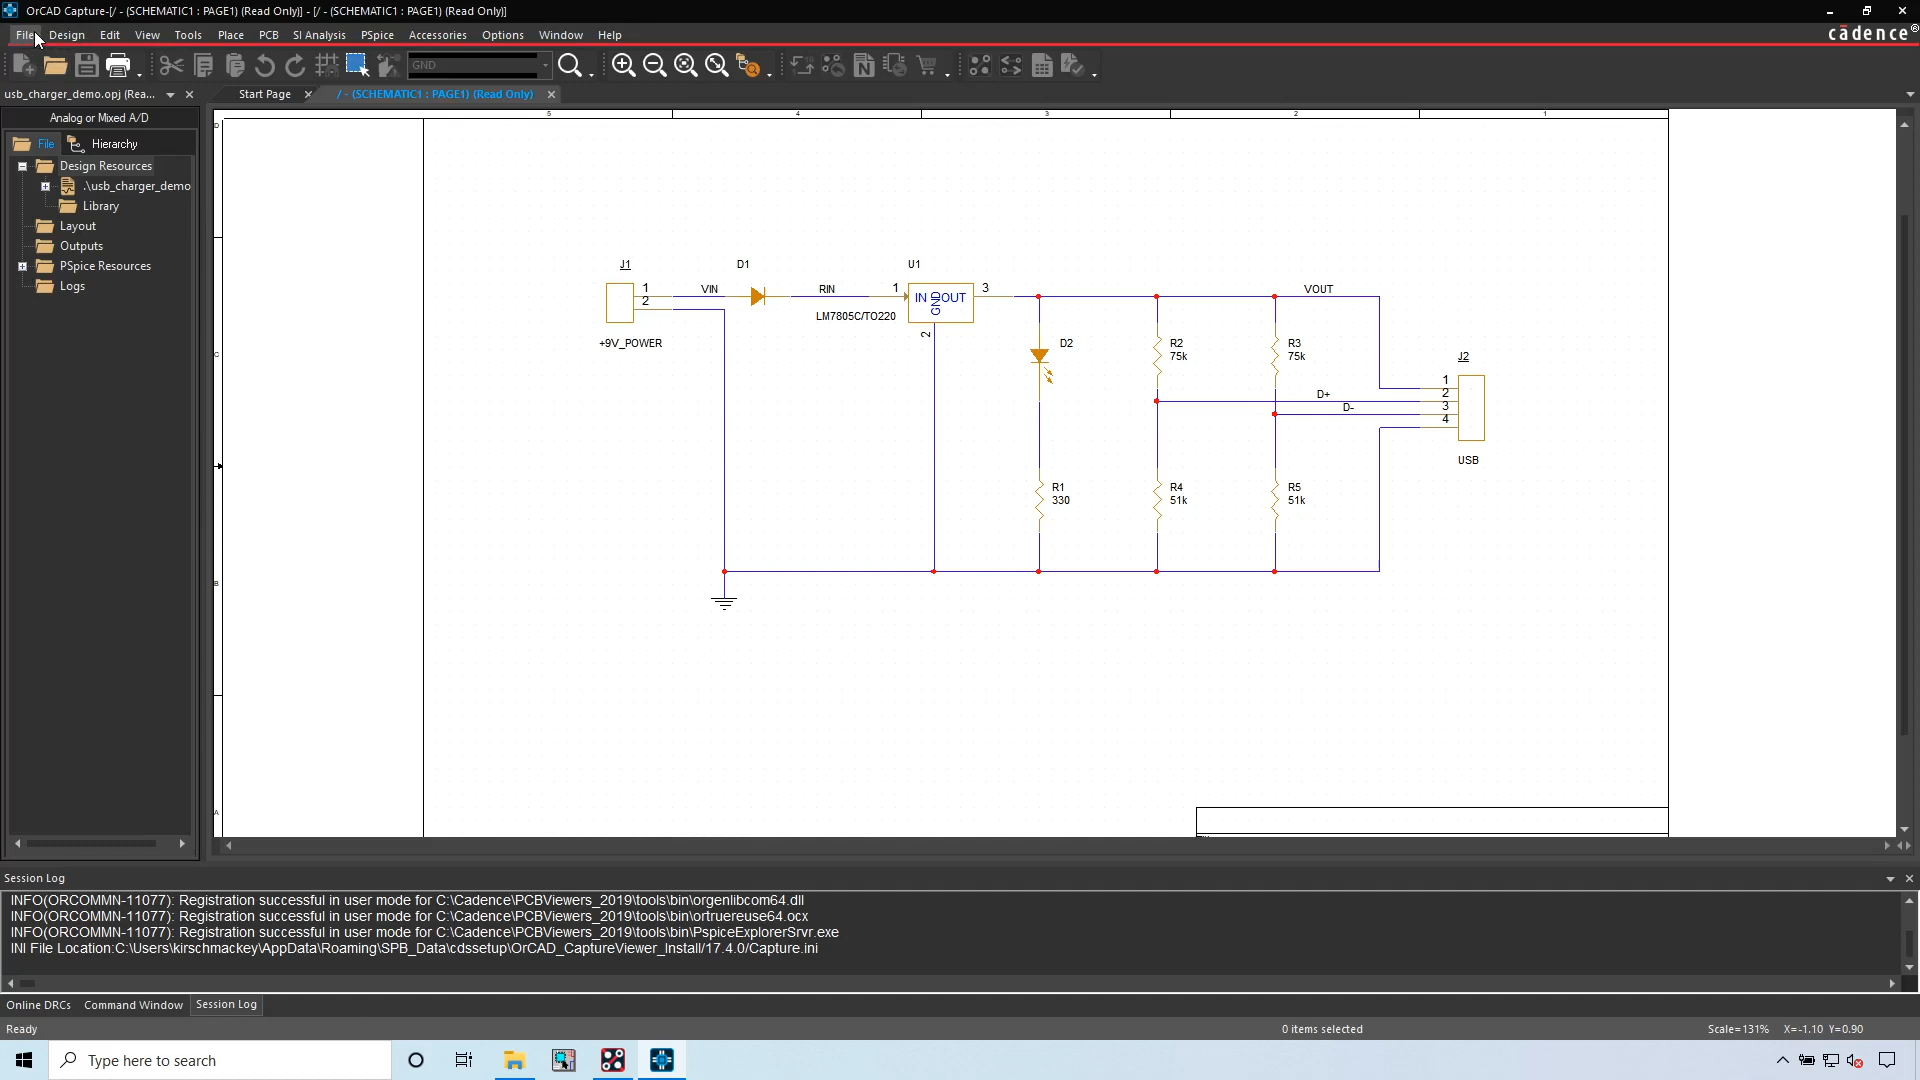 OrCAD Capture-[/ - (SCHEMATIC1 : PAGE1) (Read Only)] - [/ - (SCHEMATIC1 : PAGE1) (Read Only)]
File Design Edit View Tools Place PCB SI Analysis PSpice Accessories Options Window Help
cādence®
GND
usb_charger_demo.opj (Rea...
Start Page
/ - (SCHEMATIC1 : PAGE1) (Read Only)
Analog or Mixed A/D
File Hierarchy
Design Resources
.\usb_charger_demo
Library
Layout
Outputs
PSpice Resources
Logs
5 4 3 2 1
D
C
B
A
J1
1
2
+9V_POWER
VIN
D1
RIN
U1
1
IN OUT
GND
3
2
LM7805C/TO220
VOUT
D2
R2
75k
R3
75k
J2
1
2
3
4
D+
D-
USB
R1
330
R4
51k
R5
51k
Session Log
INFO(ORCOMMN-11077): Registration successful in user mode for C:\Cadence\PCBViewers_2019\tools\bin\orgenlibcom64.dll
INFO(ORCOMMN-11077): Registration successful in user mode for C:\Cadence\PCBViewers_2019\tools\bin\ortruereuse64.ocx
INFO(ORCOMMN-11077): Registration successful in user mode for C:\Cadence\PCBViewers_2019\tools\bin\PspiceExplorerSrvr.exe
INI File Location:C:\Users\kirschmackey\AppData\Roaming\SPB_Data\cdssetup\OrCAD_CaptureViewer_Install/17.4.0/Capture.ini
Online DRCs Command Window Session Log
Ready
0 items selected
Scale=131% X=-1.10 Y=0.90
Type here to search